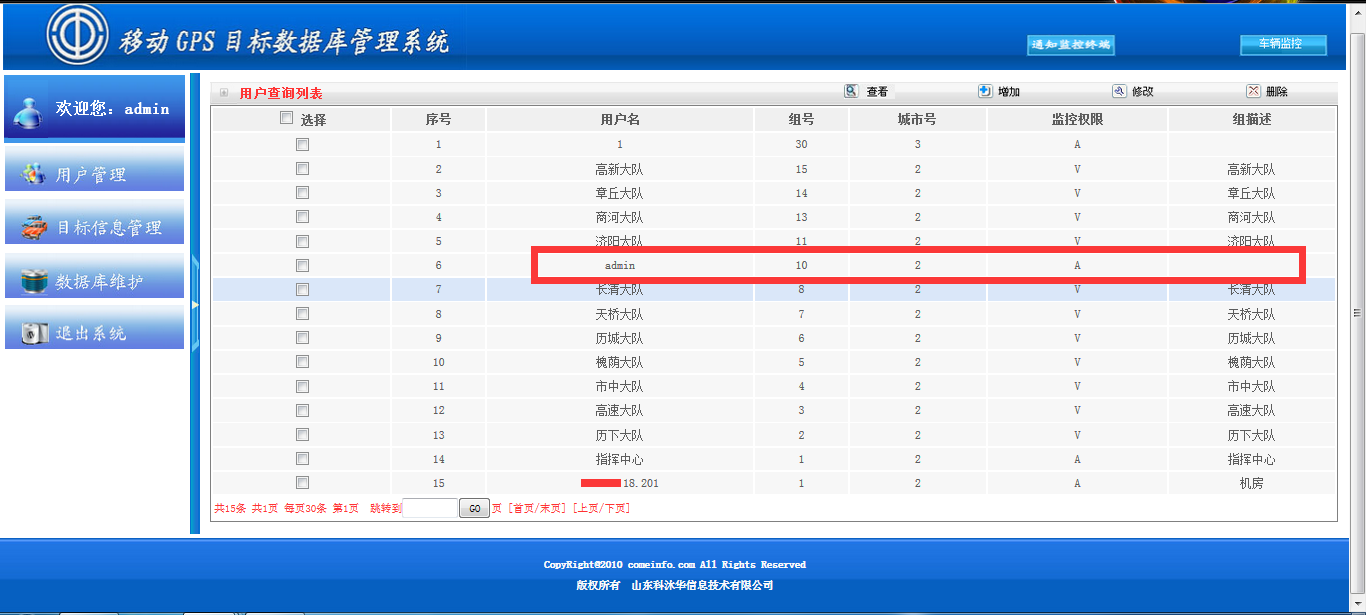 移动 GPS 目标数据库管理系统
通知监控终端
车辆监控
欢迎您: admin
用户管理
目标信息管理
数据库维护
退出系统
用户查询列表 查看 增加 修改 删除
选择 序号 用户名 组号 城市号 监控权限 组描述
1 1 30 3 A
2 高新大队 15 2 V 高新大队
3 章丘大队 14 2 V 章丘大队
4 商河大队 13 2 V 商河大队
5 济阳大队 11 2 V 济阳大队
6 admin 10 2 A
7 长清大队 8 2 V 长清大队
8 天桥大队 7 2 V 天桥大队
9 历城大队 6 2 V 历城大队
10 槐荫大队 5 2 V 槐荫大队
11 市中大队 4 2 V 市中大队
12 高速大队 3 2 V 高速大队
13 历下大队 2 2 V 历下大队
14 指挥中心 1 2 A 指挥中心
15 18.201 1 2 A 机房
共15条 共1页 每页30条 第1页 跳转到 GO 页 [首页/末页] [上页/下页]
CopyRight@2010 comeinfo.com All Rights Reserved
版权所有 山东科沐华信息技术有限公司